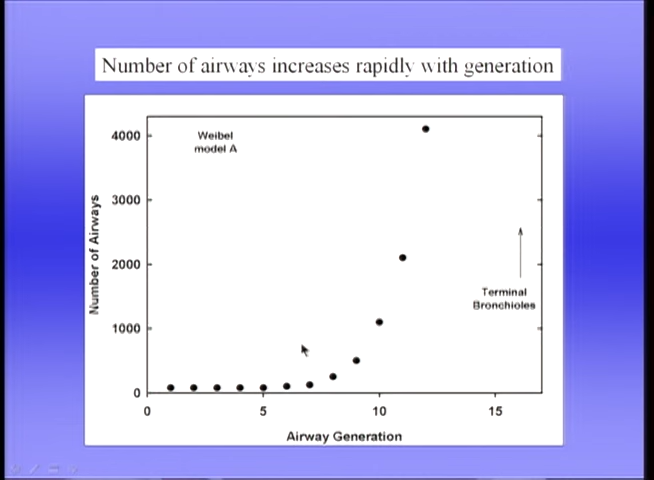 Number of airways increases rapidly with generation
Weibel
model A
4000
3000
2000
1000
0
Number of Airways
Terminal
Bronchioles
0 5 10 15
Airway Generation